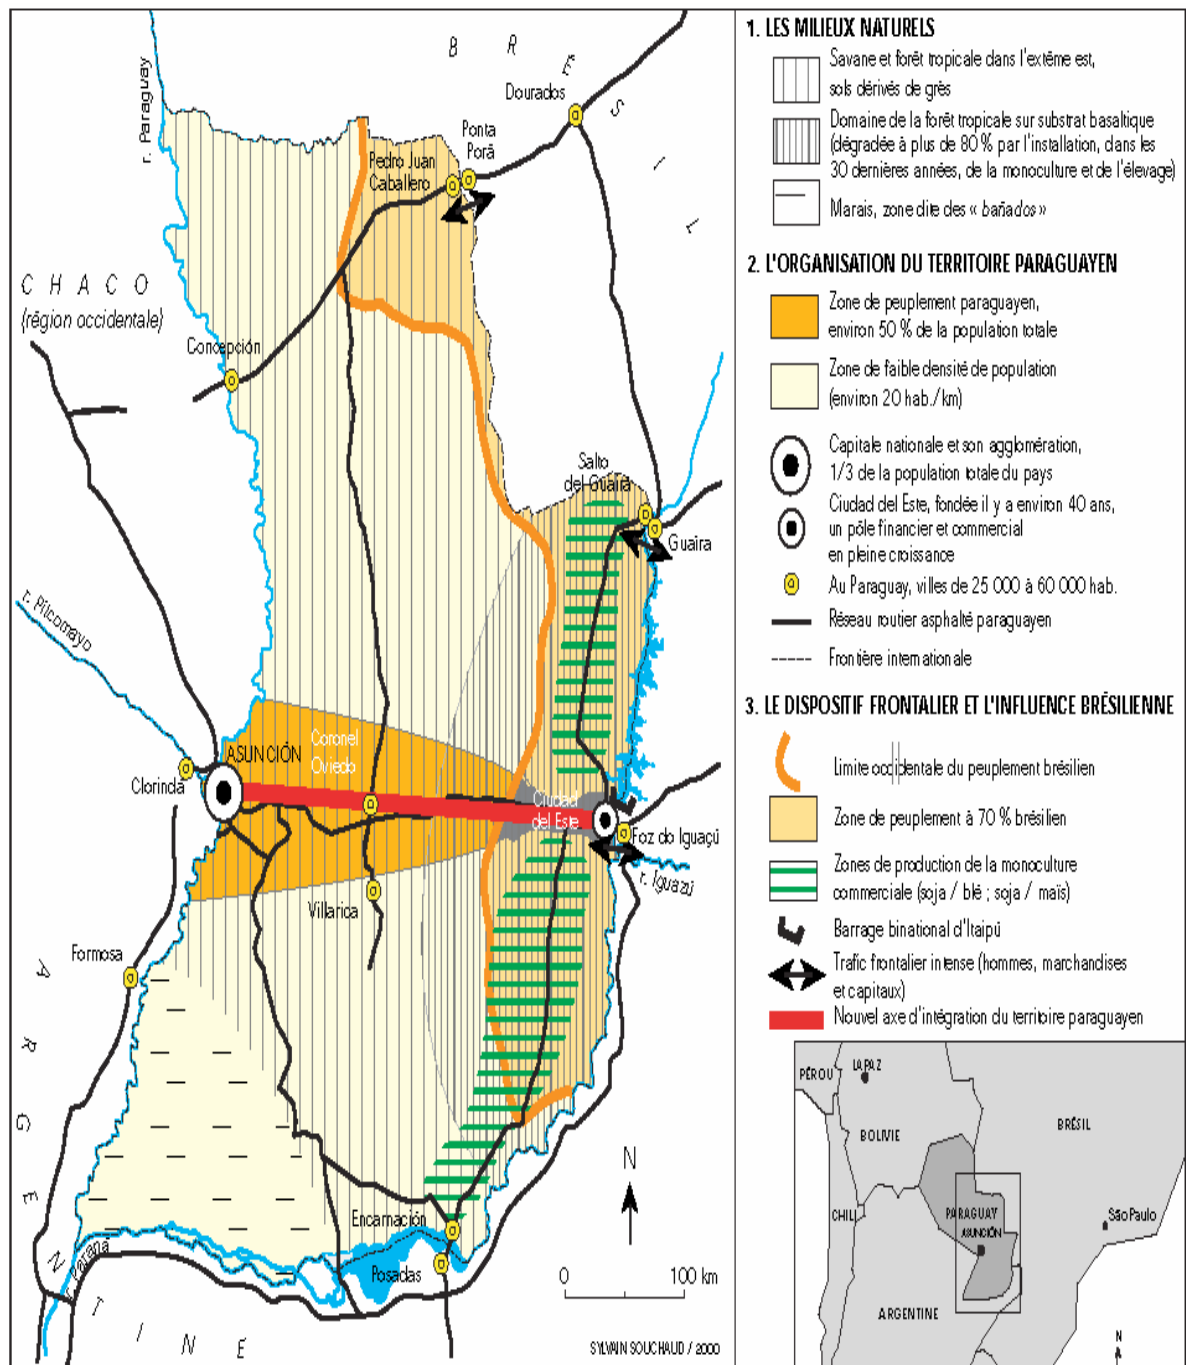 B R É S I L
Dourados
r. Paraguay
Ponta
Porã
Pedro Juan
Caballero
C H A C O
(région occidentale)
Concepción
Salto
del Guairá
Guaira
r. Pilcomayo
ASUNCIÓN
Coronel
Oviedo
Clorinda
Ciudad
del Este
Foz do Iguaçú
r. Iguazú
Villarica
Formosa
A R G E N T I N E
Encarnación
Posadas
r. Paraná
N
0 100 km
SYLVAIN SOUCHAUD / 2000
1. LES MILIEUX NATURELS
Savane et forêt tropicale dans l'extême est,
sols dérivés de grès
Domaine de la forêt tropicale sur substrat basaltique
(dégradée à plus de 80 % par l'installation, dans les
30 dernières années, de la monoculture et de l'élevage)
Marais, zone dite des « bañados »
2. L'ORGANISATION DU TERRITOIRE PARAGUAYEN
Zone de peuplement paraguayen,
environ 50 % de la population totale
Zone de faible densité de population
(environ 20 hab./km)
Capitale nationale et son agglomération,
1/3 de la population totale du pays
Ciudad del Este, fondée il y a environ 40 ans,
un pôle financier et commercial
en pleine croissance
Au Paraguay, villes de 25 000 à 60 000 hab.
Réseau routier asphalté paraguayen
Frontière internationale
3. LE DISPOSITIF FRONTALIER ET L'INFLUENCE BRÉSILIENNE
Limite occidentale du peuplement brésilien
Zone de peuplement à 70 % brésilien
Zones de production de la monoculture
commerciale (soja / blé ; soja / maïs)
Barrage binational d'Itaipú
Trafic frontalier intense (hommes, marchandises
et capitaux)
Nouvel axe d'intégration du territoire paraguayen
PÉROU
LA PAZ
BOLIVIE
BRÉSIL
CHILI
PARAGUAY
ASUNCIÓN
São Paulo
ARGENTINE
N